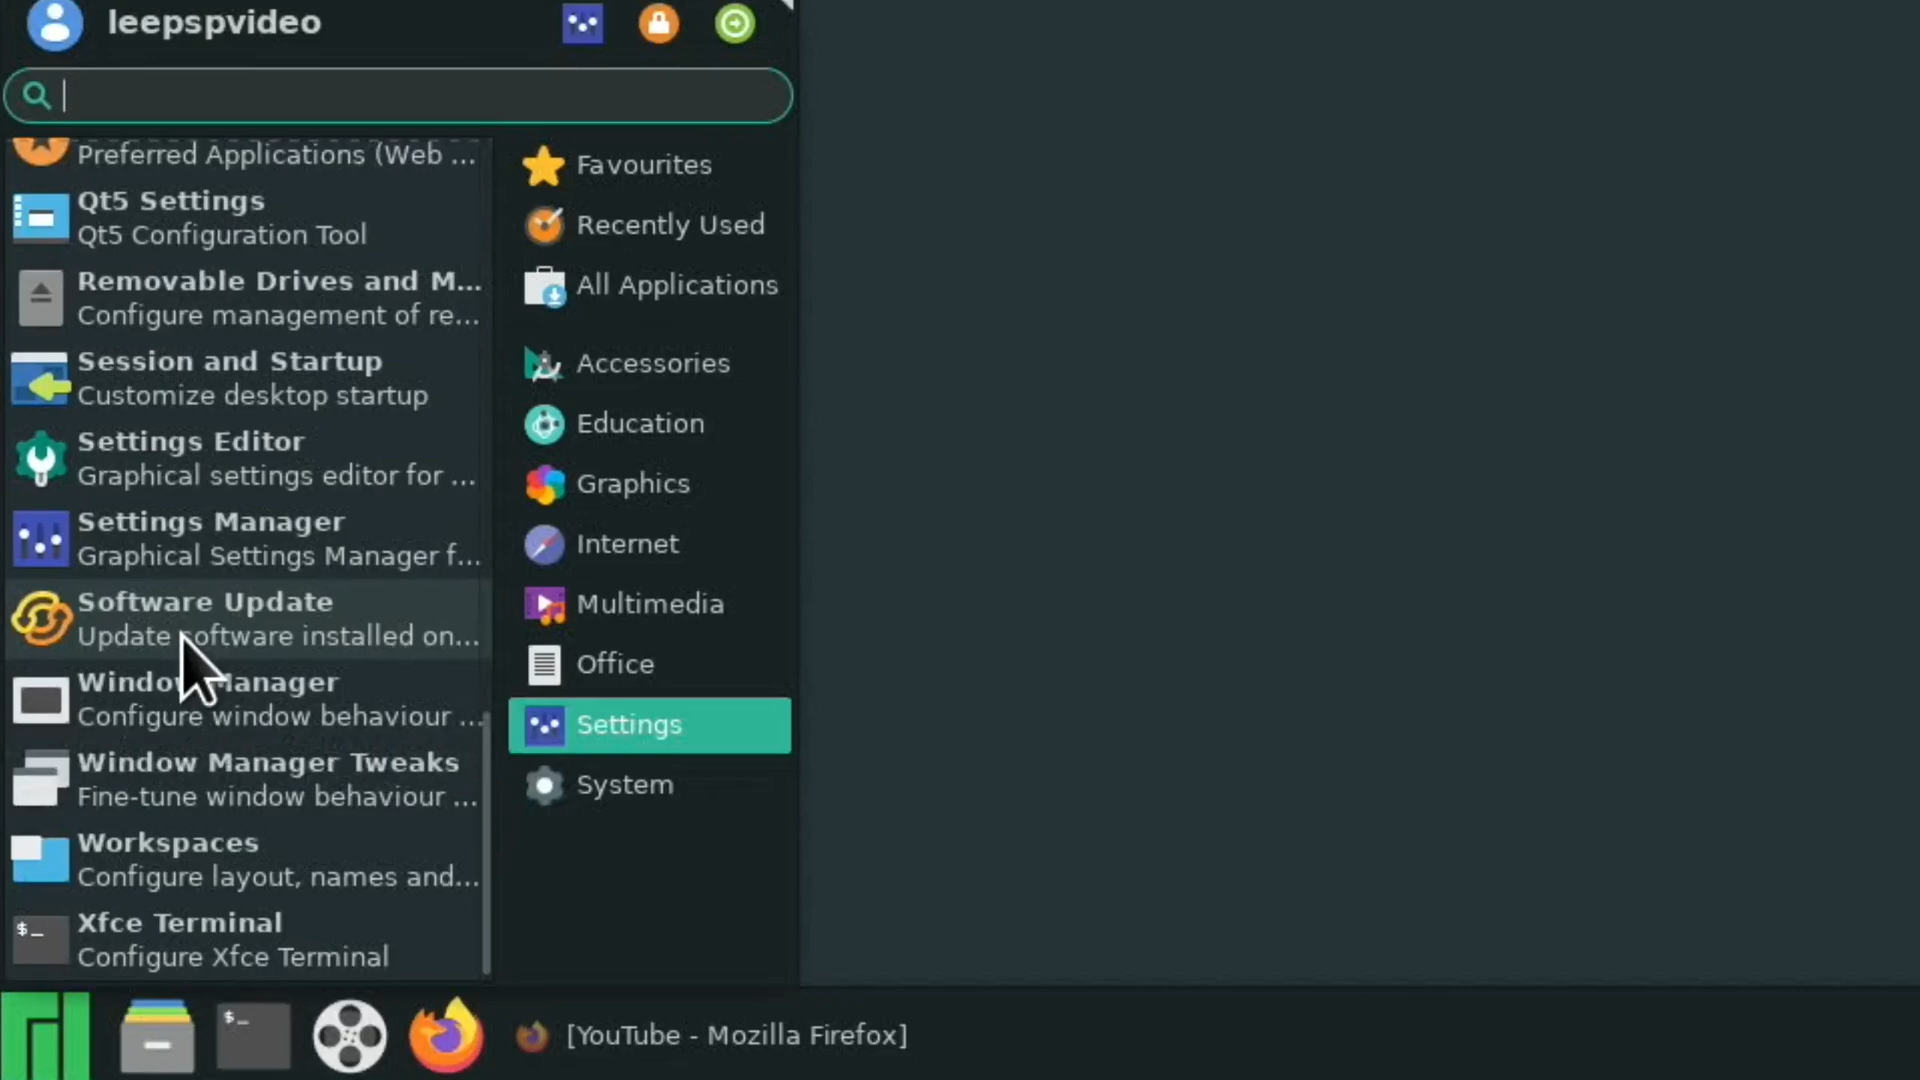 leepspvideo
Preferred Applications (Web ...
Qt5 Settings
Qt5 Configuration Tool
Removable Drives and M...
Configure management of re...
Session and Startup
Customize desktop startup
Settings Editor
Graphical settings editor for ...
Settings Manager
Graphical Settings Manager f...
Software Update
Update software installed on...
Window Manager
Configure window behaviour ...
Window Manager Tweaks
Fine-tune window behaviour ...
Workspaces
Configure layout, names and...
$_ Xfce Terminal
Configure Xfce Terminal
Favourites
Recently Used
All Applications
Accessories
Education
Graphics
Internet
Multimedia
Office
Settings
System
$_
[YouTube - Mozilla Firefox]